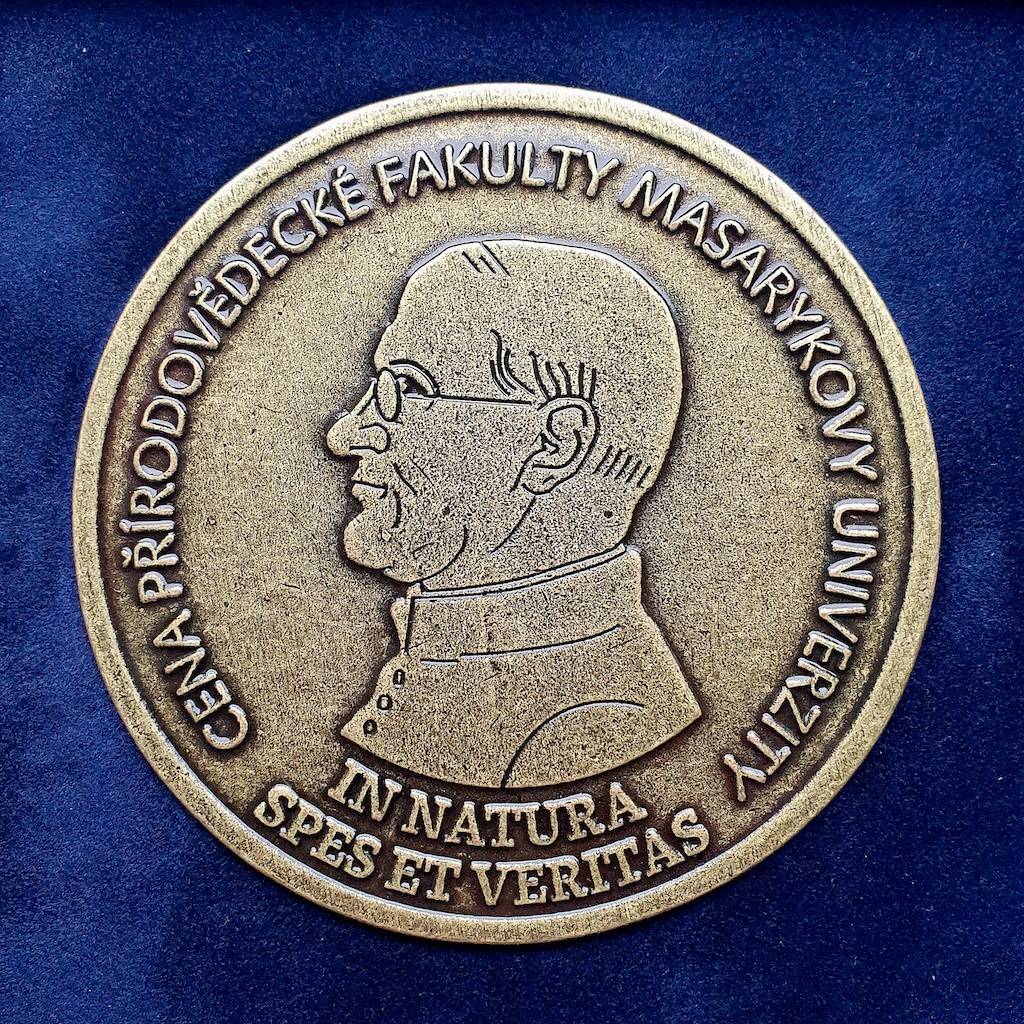 CENA PŘÍRODOVĚDECKÉ FAKULTY MASARYKOVY UNIVERZITY
IN NATURA
SPES ET VERITAS